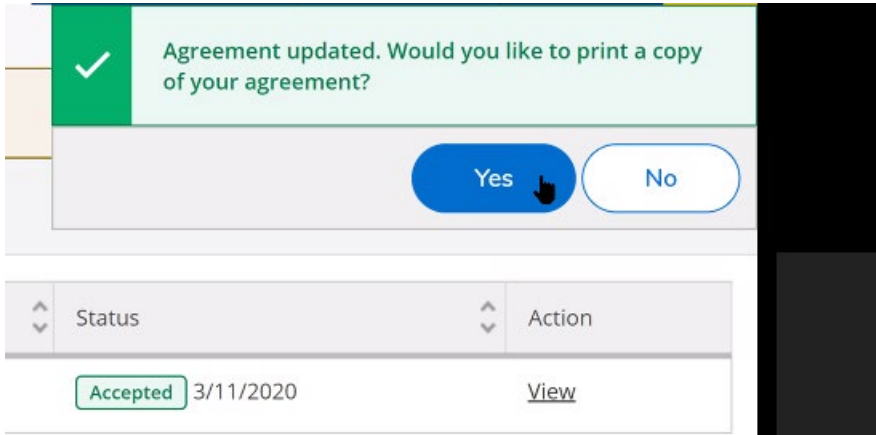 Agreement updated. Would you like to print a copy
of your agreement?
Yes No
Status Action
Accepted 3/11/2020 View